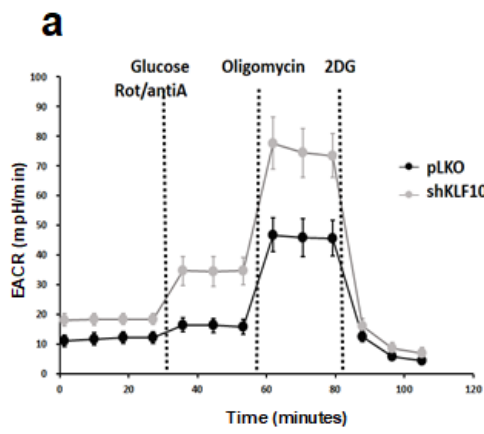 a
Glucose Oligomycin 2DG
Rot/antiA
100
90
80
70
60
50
40
30
20
10
0
EACR (mpH/min)
pLKO
shKLF10
0 20 40 60 80 100 120 140
Time (minutes)